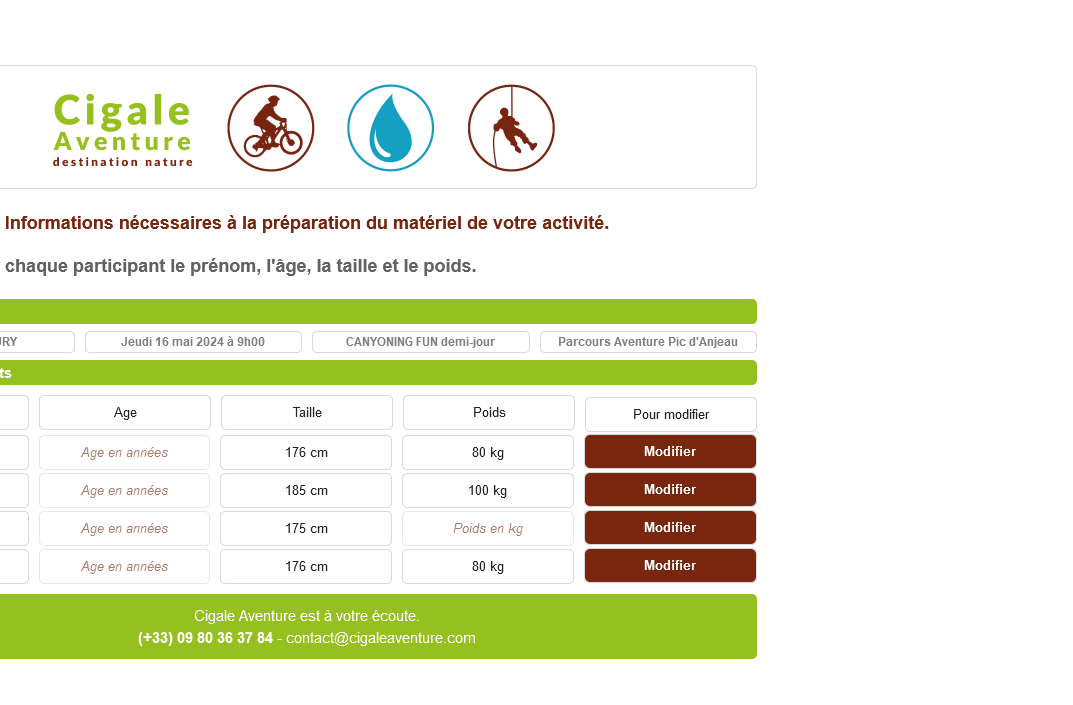 Cigale
Aventure
destination nature
Informations nécessaires à la préparation du matériel de votre activité.
chaque participant le prénom, l'âge, la taille et le poids.
Jeudi 16 mai 2024 à 9h00 CANYONING FUN demi-jour Parcours Aventure Pic d'Anjeau
Age Taille Poids Pour modifier
Age en années 176 cm 80 kg Modifier
Age en années 185 cm 100 kg Modifier
Age en années 175 cm Poids en kg Modifier
Age en années 176 cm 80 kg Modifier
Cigale Aventure est à votre écoute.
(+33) 09 80 36 37 84 - contact@cigaleaventure.com